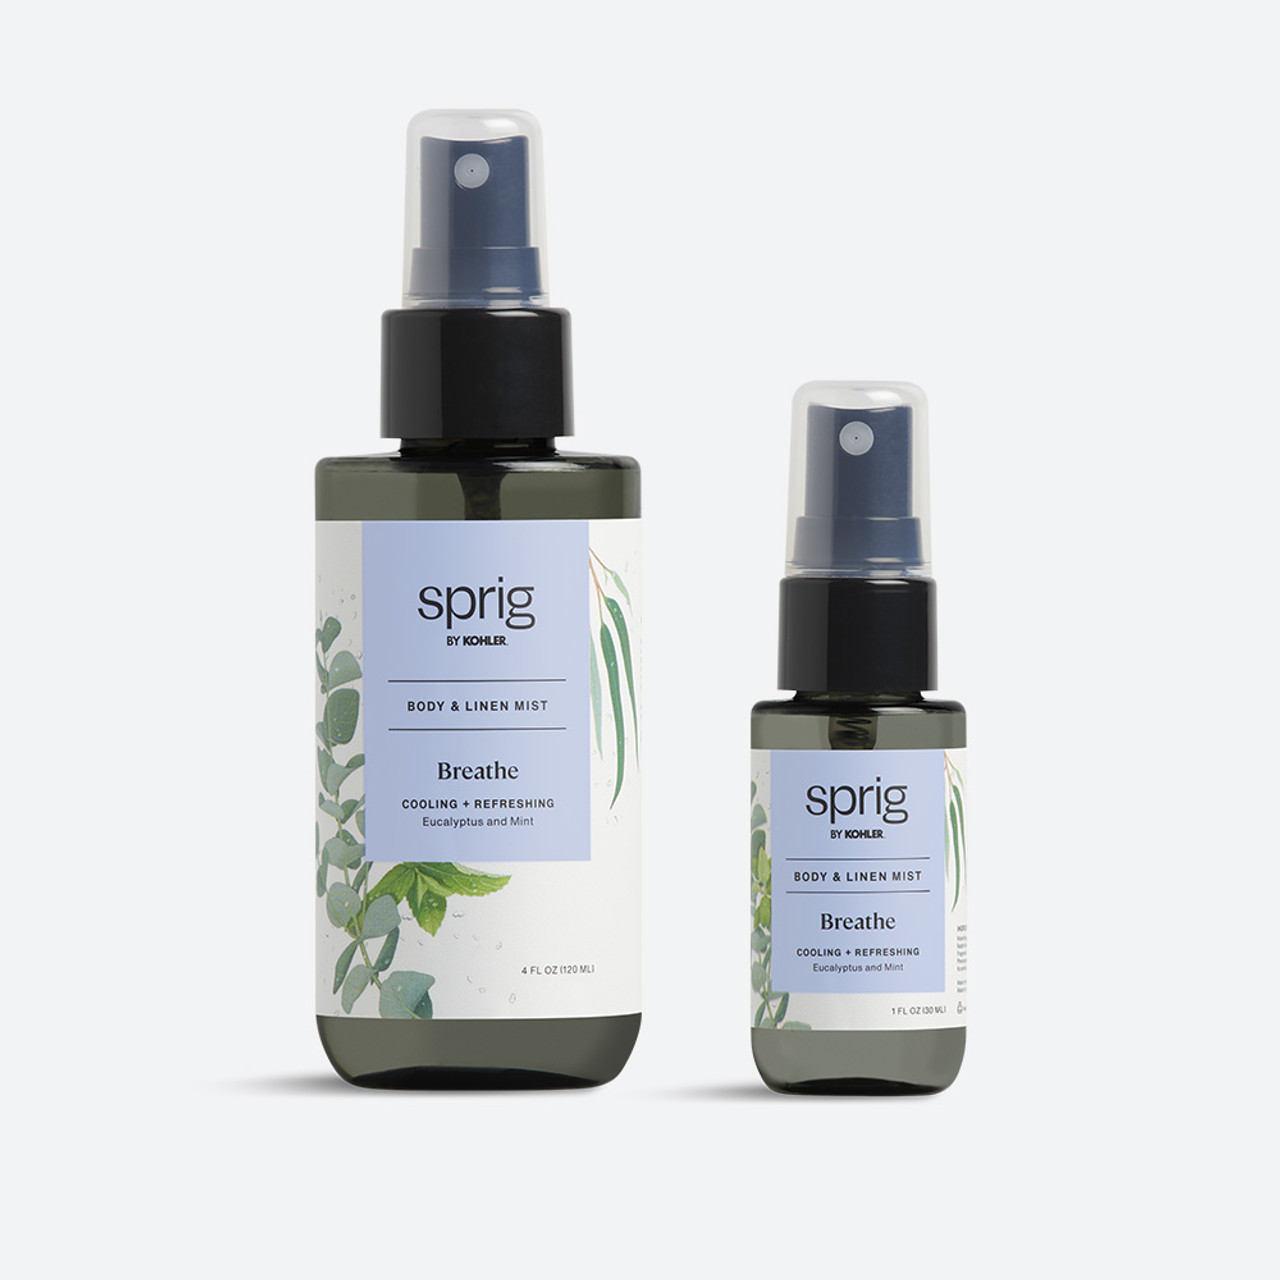 sprig
BY KOHLER.
BODY & LINEN MIST
Breathe
COOLING + REFRESHING
Eucalyptus and Mint
4 FL OZ (120 ML)
sprig
BY KOHLER.
BODY & LINEN MIST
Breathe
COOLING + REFRESHING
Eucalyptus and Mint
1 FL OZ (30 ML)